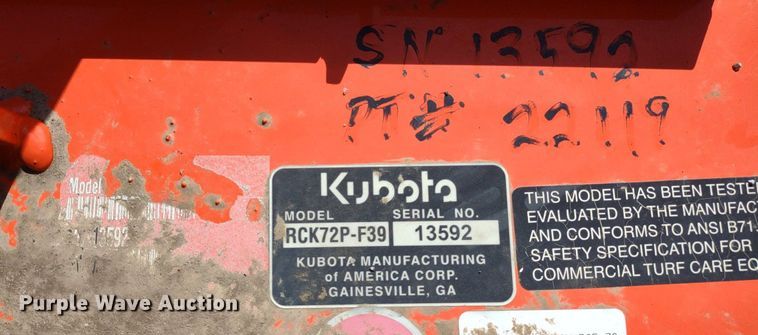 SN 13592
PT# 22119
Model
13592
Kubota
MODEL SERIAL NO.
RCK72P-F39 13592
KUBOTA MANUFACTURING
of AMERICA CORP.
GAINESVILLE, GA
THIS MODEL HAS BEEN TESTE
EVALUATED BY THE MANUFAC
AND CONFORMS TO ANSI B71.
SAFETY SPECIFICATION FOR
COMMERCIAL TURF CARE EQ
Purple Wave Auction